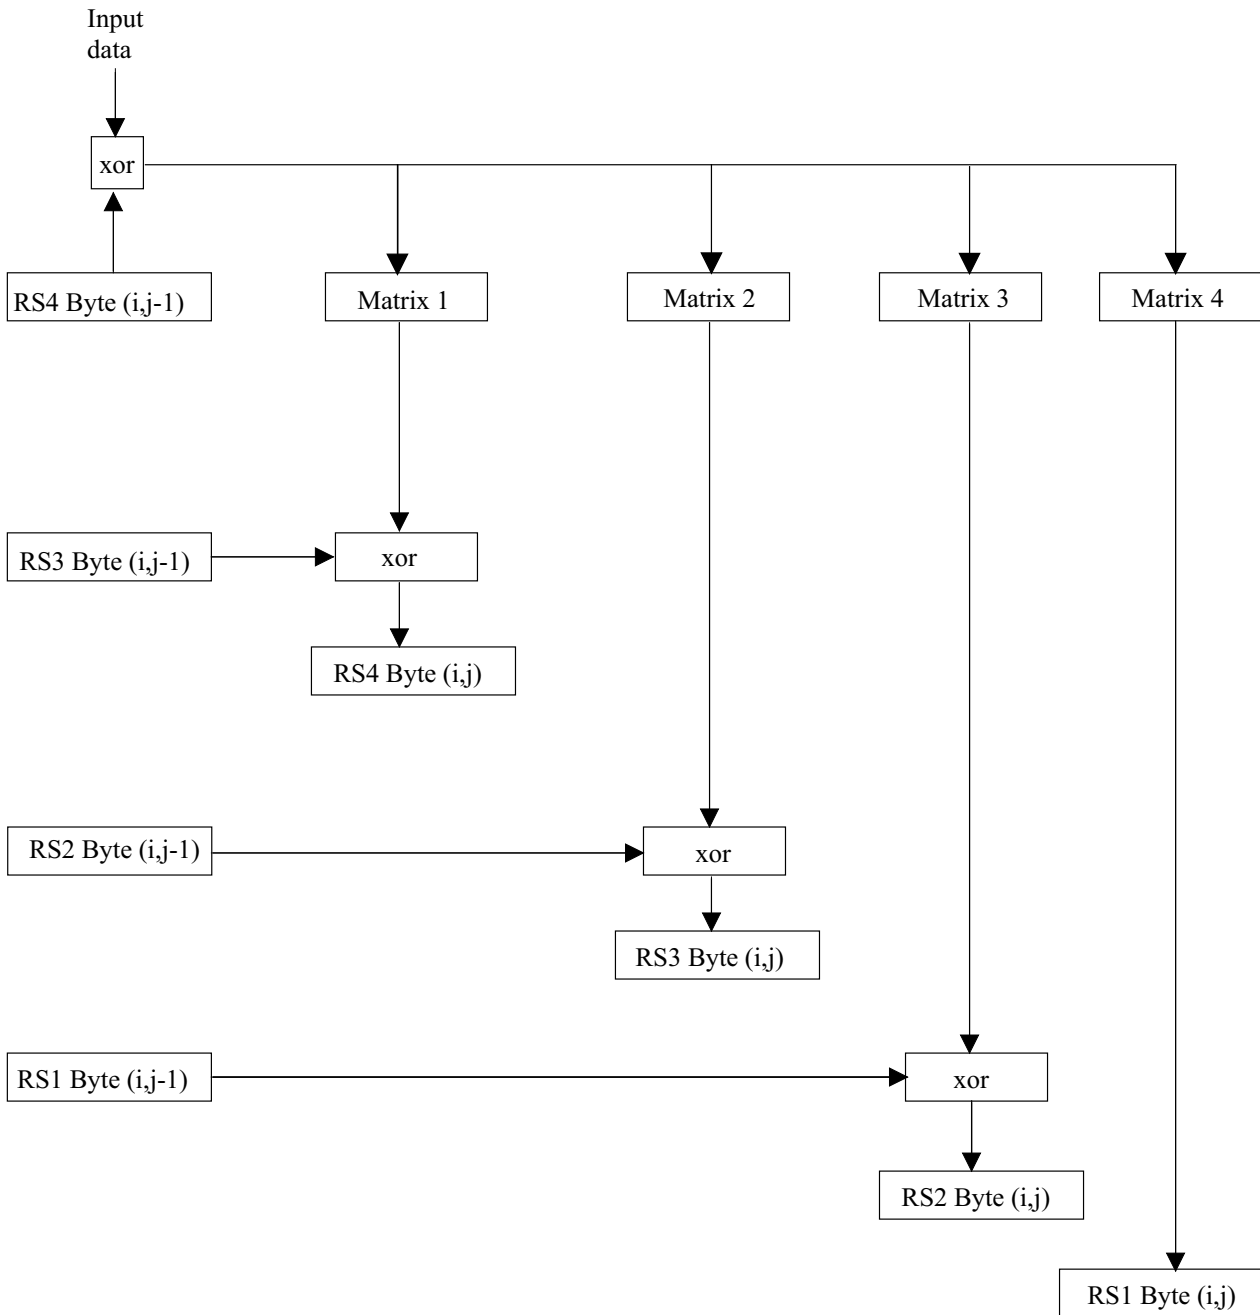 Input
data
xor
RS4 Byte (i,j-1)
Matrix 1
Matrix 2
Matrix 3
Matrix 4
RS3 Byte (i,j-1)
xor
RS4 Byte (i,j)
RS2 Byte (i,j-1)
xor
RS3 Byte (i,j)
RS1 Byte (i,j-1)
xor
RS2 Byte (i,j)
RS1 Byte (i,j)